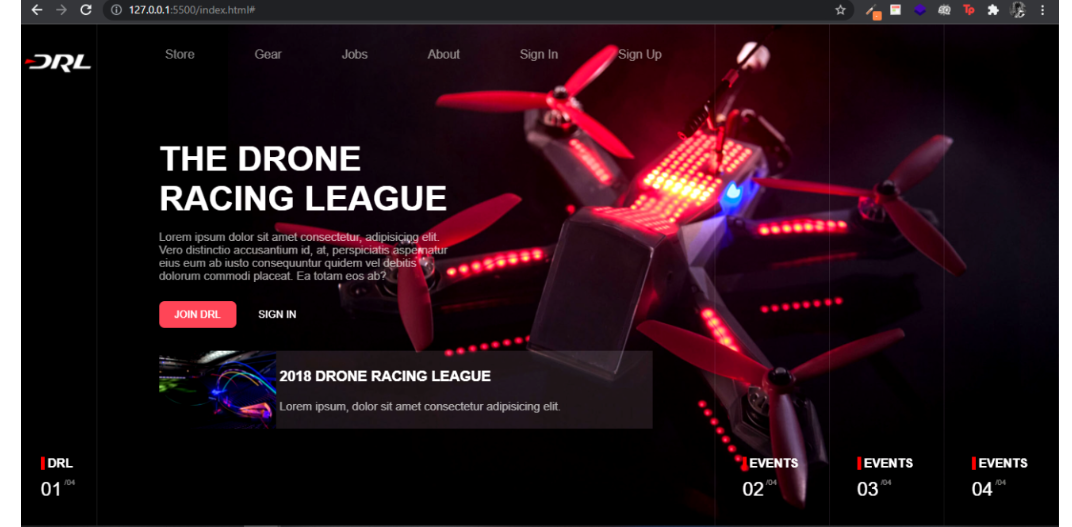 127.0.0.1:5500/index.html#
Tp
DRL
Store Gear Jobs About Sign In Sign Up
THE DRONE
RACING LEAGUE
Lorem ipsum dolor sit amet consectetur, adipisicing elit.
Vero distinctio accusantium id, at, perspiciatis aspernatur
eius eum ab iusto consequuntur quidem vel debitis
dolorum commodi placeat. Ea totam eos ab?
JOIN DRL SIGN IN
2018 DRONE RACING LEAGUE
Lorem ipsum, dolor sit amet consectetur adipisicing elit.
DRL
01 /04
EVENTS
02 /04
EVENTS
03 /04
EVENTS
04 /04